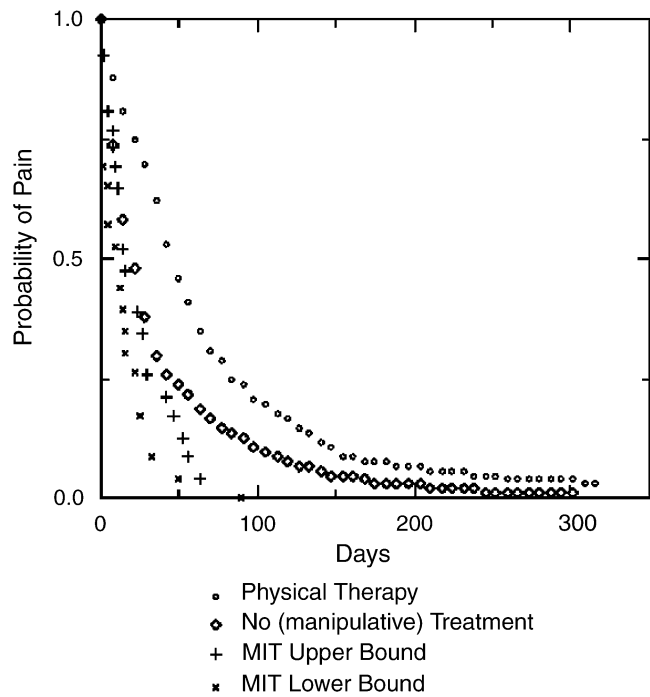 1.0
0.5
0.0
Probability of Pain
0 100 200 300
Days
Physical Therapy
No (manipulative) Treatment
MIT Upper Bound
MIT Lower Bound